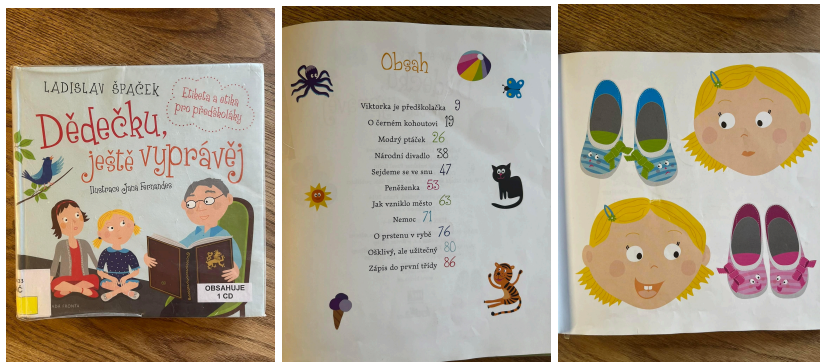 LADISLAV ŠPAČEK
Etiketa a etika
pro předškoláky
Dědečku,
ještě vyprávěj
Ilustrace Jana Fernandes
OBSAHUJE
1 CD
Obsah
Viktorka je předškolačka 9
O černém kohoutovi 19
Modrý ptáček 26
Národní divadlo 38
Sejdeme se ve snu 47
Peněženka 53
Jak vzniklo město 63
Nemoc 71
O prstenu v rybě 76
Ošklivý, ale užitečný 80
Zápis do první třídy 86